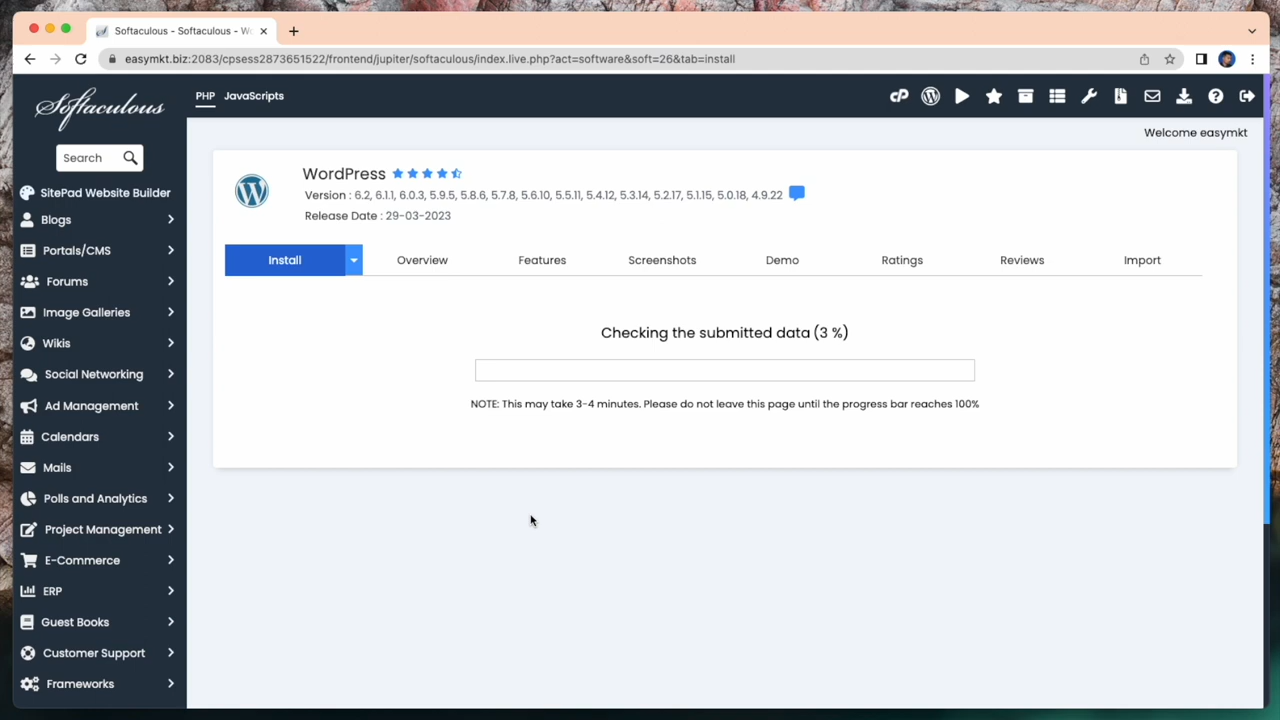 Softaculous - Softaculous - Wo
easymkt.biz:2083/cpsess2873651522/frontend/jupiter/softaculous/index.live.php?act=software&soft=26&tab=install
Softaculous
PHP JavaScripts
Welcome easymkt
Search
SitePad Website Builder
Blogs
Portals/CMS
Forums
Image Galleries
Wikis
Social Networking
Ad Management
Calendars
Mails
Polls and Analytics
Project Management
E-Commerce
ERP
Guest Books
Customer Support
Frameworks
WordPress
Version : 6.2, 6.1.1, 6.0.3, 5.9.5, 5.8.6, 5.7.8, 5.6.10, 5.5.11, 5.4.12, 5.3.14, 5.2.17, 5.1.15, 5.0.18, 4.9.22
Release Date : 29-03-2023
Install Overview Features Screenshots Demo Ratings Reviews Import
Checking the submitted data (3 %)
NOTE: This may take 3-4 minutes. Please do not leave this page until the progress bar reaches 100%